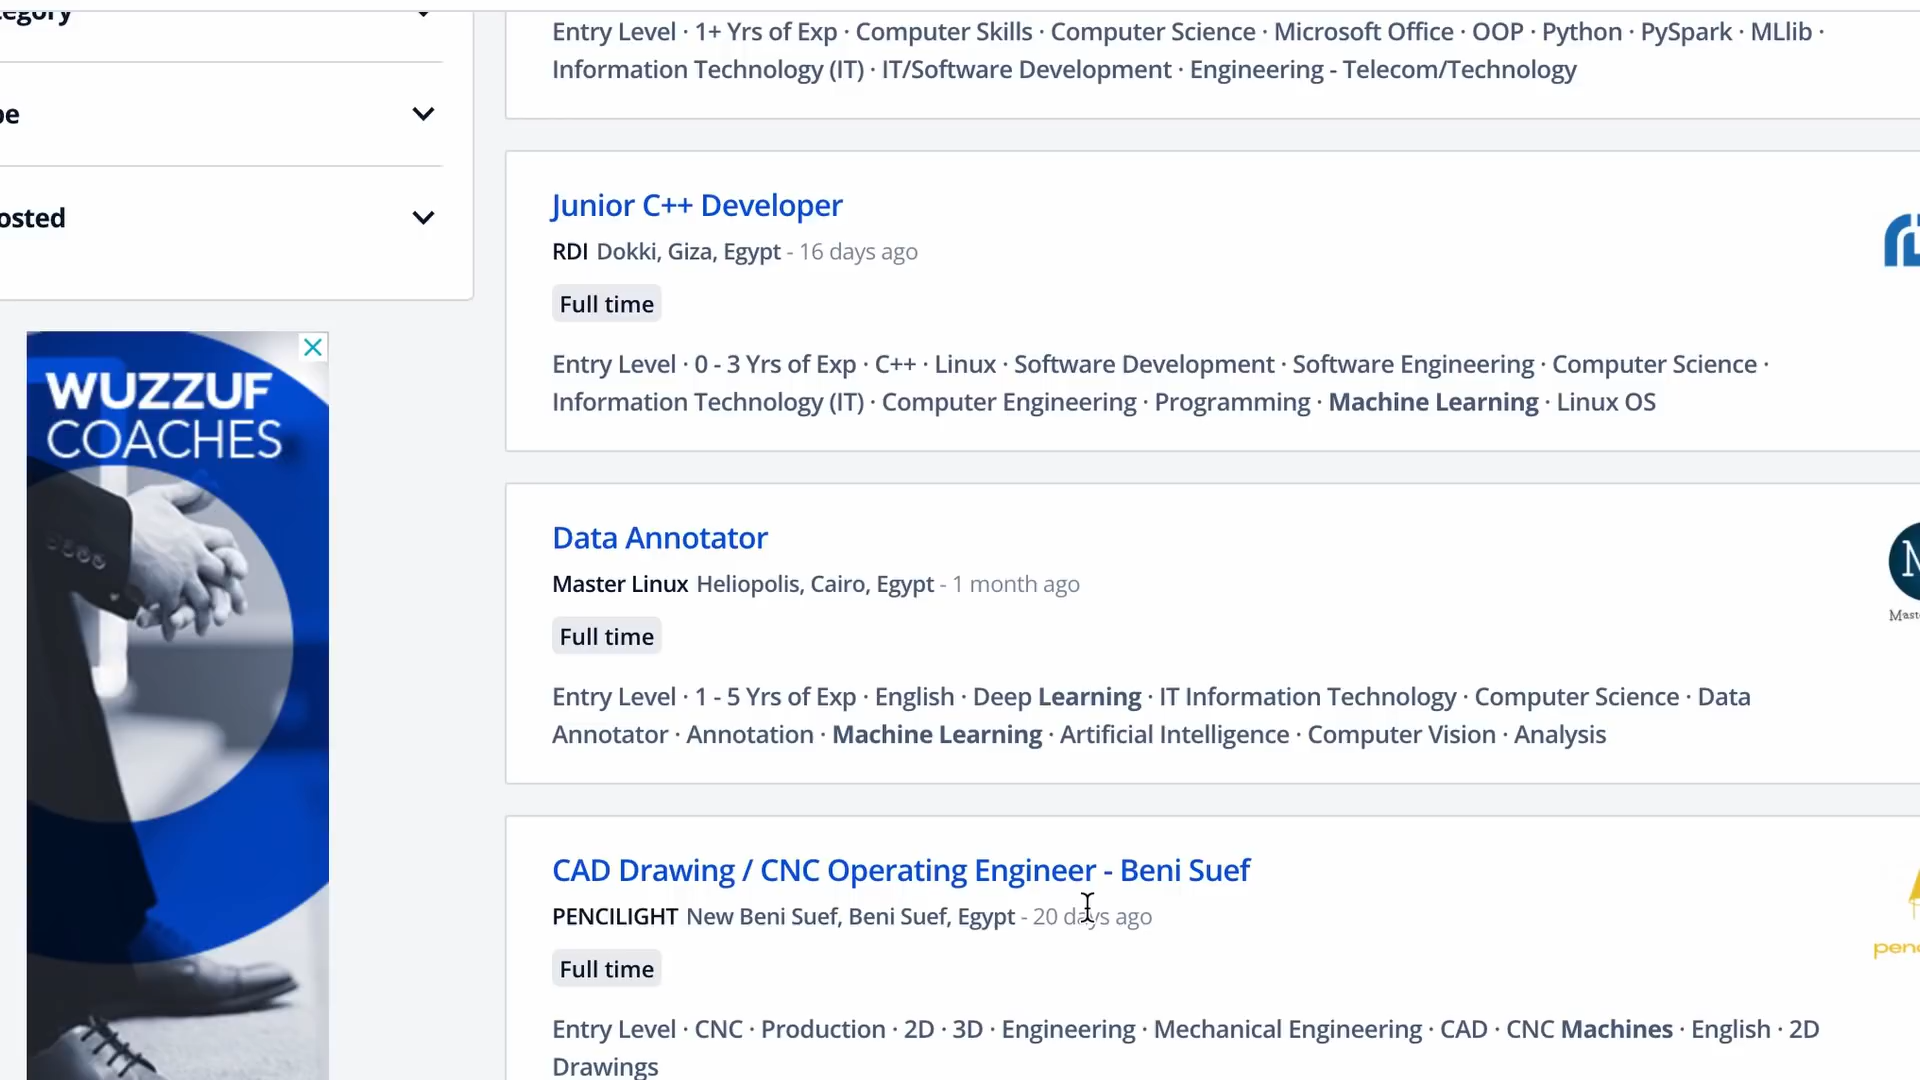 Entry Level · 1+ Yrs of Exp · Computer Skills · Computer Science · Microsoft Office · OOP · Python · PySpark · MLlib ·
Information Technology (IT) · IT/Software Development · Engineering - Telecom/Technology
Junior C++ Developer
RDI Dokki, Giza, Egypt - 16 days ago
Full time
Entry Level · 0 - 3 Yrs of Exp · C++ · Linux · Software Development · Software Engineering · Computer Science ·
Information Technology (IT) · Computer Engineering · Programming · Machine Learning · Linux OS
WUZZUF
COACHES
Data Annotator
Master Linux Heliopolis, Cairo, Egypt - 1 month ago
Full time
Entry Level · 1 - 5 Yrs of Exp · English · Deep Learning · IT Information Technology · Computer Science · Data
Annotator · Annotation · Machine Learning · Artificial Intelligence · Computer Vision · Analysis
CAD Drawing / CNC Operating Engineer - Beni Suef
PENCILIGHT New Beni Suef, Beni Suef, Egypt - 20 days ago
Full time
Entry Level · CNC · Production · 2D · 3D · Engineering · Mechanical Engineering · CAD · CNC Machines · English · 2D
Drawings